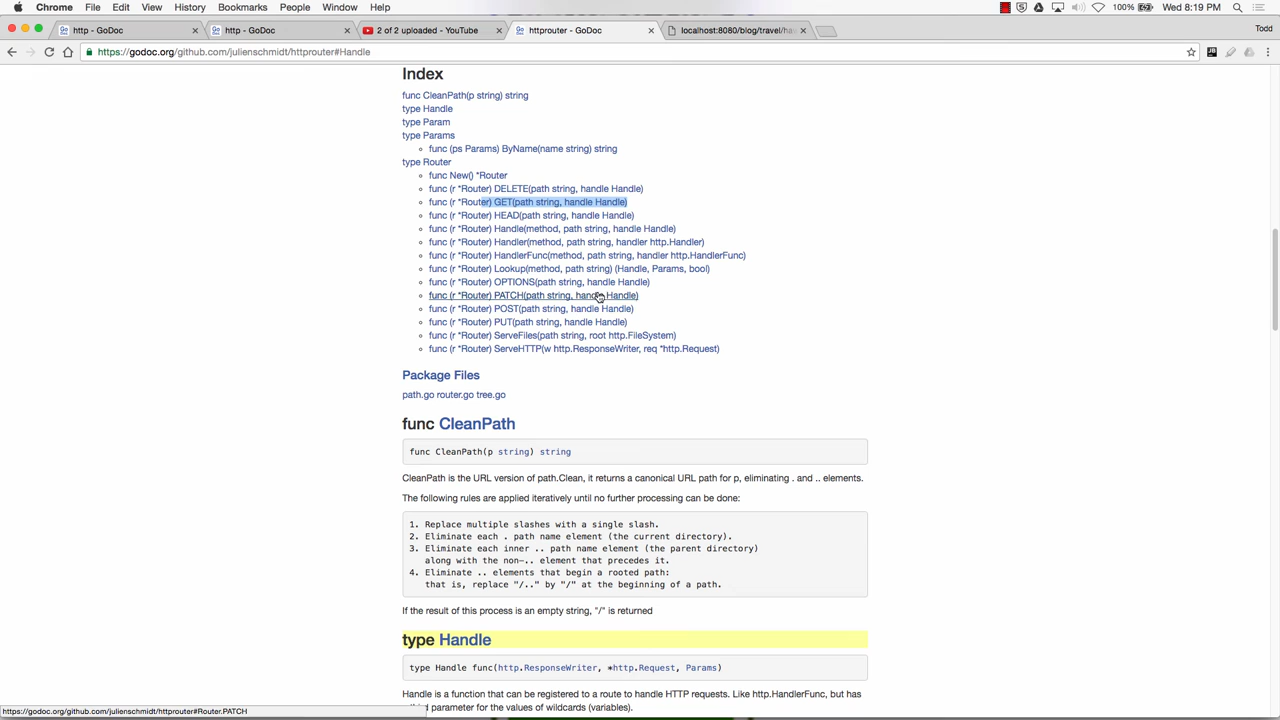 Chrome File Edit View History Bookmarks People Window Help 100% Wed 8:19 PM
http - GoDoc
http - GoDoc
2 of 2 uploaded - YouTube
httprouter - GoDoc
localhost:8080/blog/travel/ha
Todd
https://godoc.org/github.com/julienschmidt/httprouter#Handle
Index
func CleanPath(p string) string
type Handle
type Param
type Params
func (ps Params) ByName(name string) string
type Router
func New() *Router
func (r *Router) DELETE(path string, handle Handle)
func (r *Router) GET(path string, handle Handle)
func (r *Router) HEAD(path string, handle Handle)
func (r *Router) Handle(method, path string, handle Handle)
func (r *Router) Handler(method, path string, handler http.Handler)
func (r *Router) HandlerFunc(method, path string, handler http.HandlerFunc)
func (r *Router) Lookup(method, path string) (Handle, Params, bool)
func (r *Router) OPTIONS(path string, handle Handle)
func (r *Router) PATCH(path string, handle Handle)
func (r *Router) POST(path string, handle Handle)
func (r *Router) PUT(path string, handle Handle)
func (r *Router) ServeFiles(path string, root http.FileSystem)
func (r *Router) ServeHTTP(w http.ResponseWriter, req *http.Request)
Package Files
path.go router.go tree.go
func CleanPath
func CleanPath(p string) string
CleanPath is the URL version of path.Clean, it returns a canonical URL path for p, eliminating . and .. elements.
The following rules are applied iteratively until no further processing can be done:
1. Replace multiple slashes with a single slash.
2. Eliminate each . path name element (the current directory).
3. Eliminate each inner .. path name element (the parent directory)
along with the non-.. element that precedes it.
4. Eliminate .. elements that begin a rooted path:
that is, replace "/.." by "/" at the beginning of a path.
If the result of this process is an empty string, "/" is returned
type Handle
type Handle func(http.ResponseWriter, *http.Request, Params)
Handle is a function that can be registered to a route to handle HTTP requests. Like http.HandlerFunc, but has
third parameter for the values of wildcards (variables).
https://godoc.org/github.com/julienschmidt/httprouter#Router.PATCH